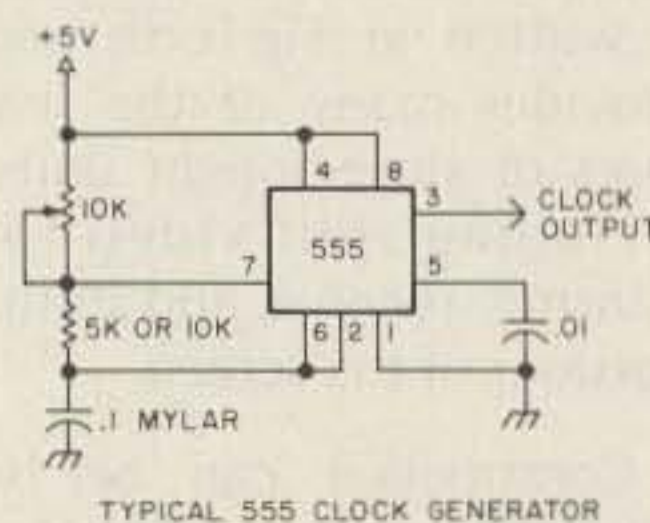 +5V
4 8
10K
3 CLOCK
OUTPUT
555
7 5
5K OR 10K
6 2 1
.01
.1 MYLAR
TYPICAL 555 CLOCK GENERATOR